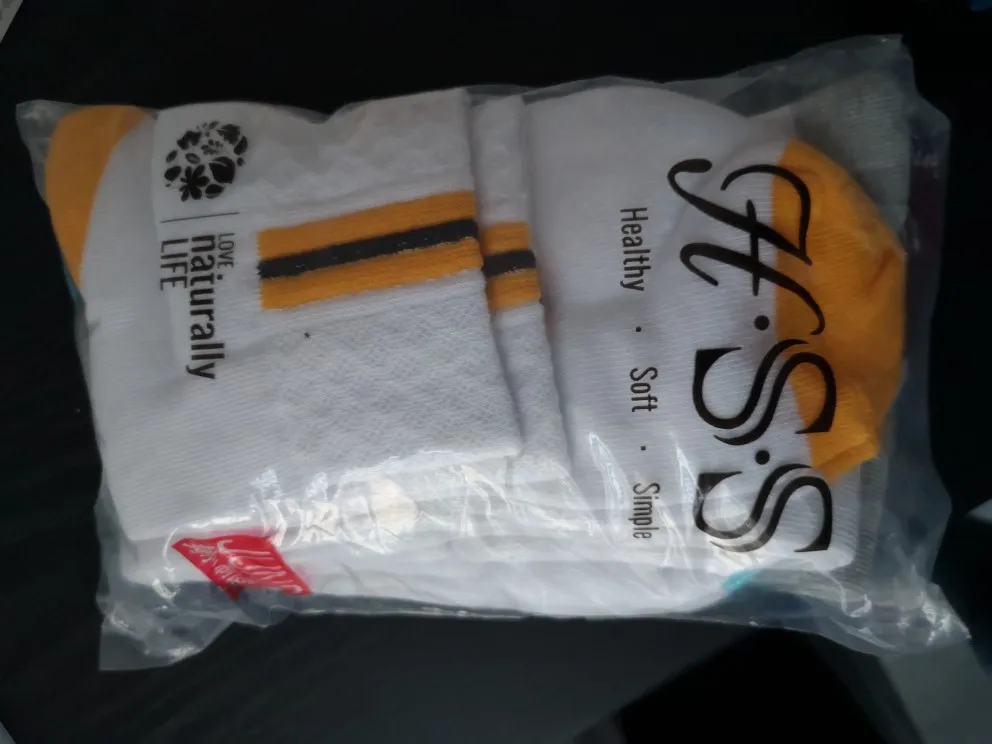 H·S·S
Healthy · Soft · Simple
LOVE
naturally
LIFE